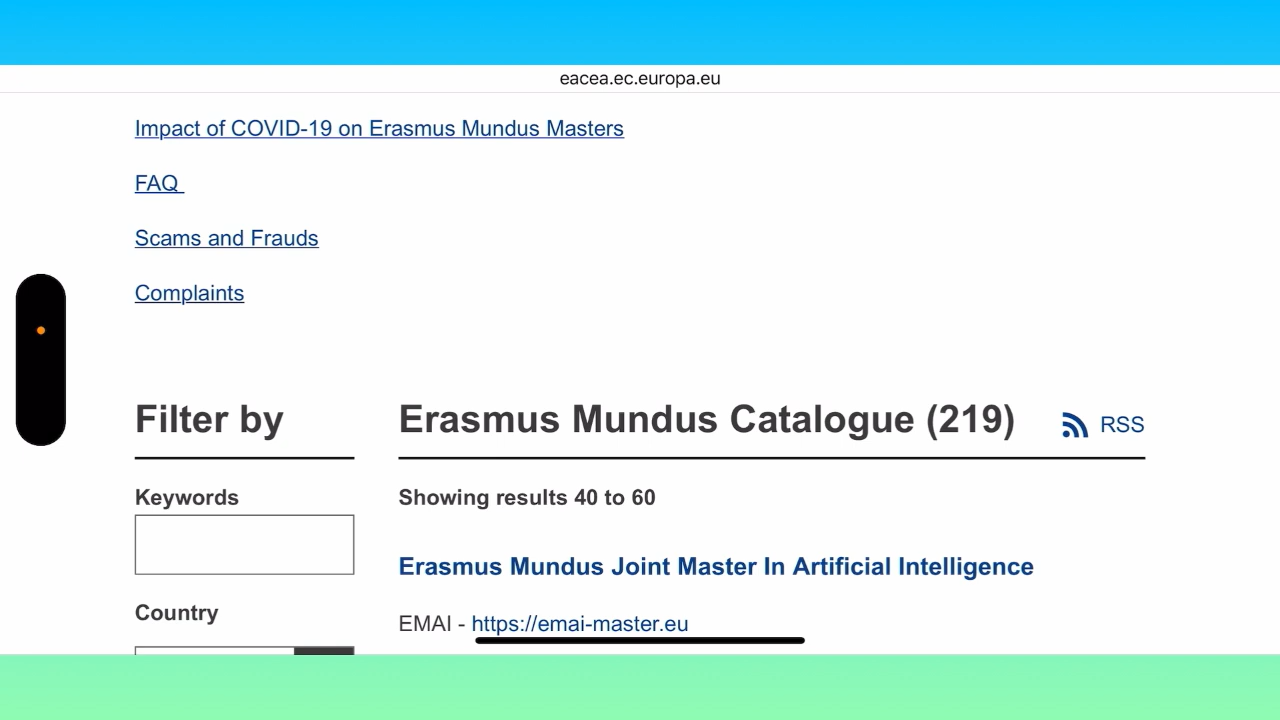 eacea.ec.europa.eu
Impact of COVID-19 on Erasmus Mundus Masters
FAQ
Scams and Frauds
Complaints
Filter by
Erasmus Mundus Catalogue (219)
RSS
Keywords
Showing results 40 to 60
Erasmus Mundus Joint Master In Artificial Intelligence
Country
EMAI - https://emai-master.eu